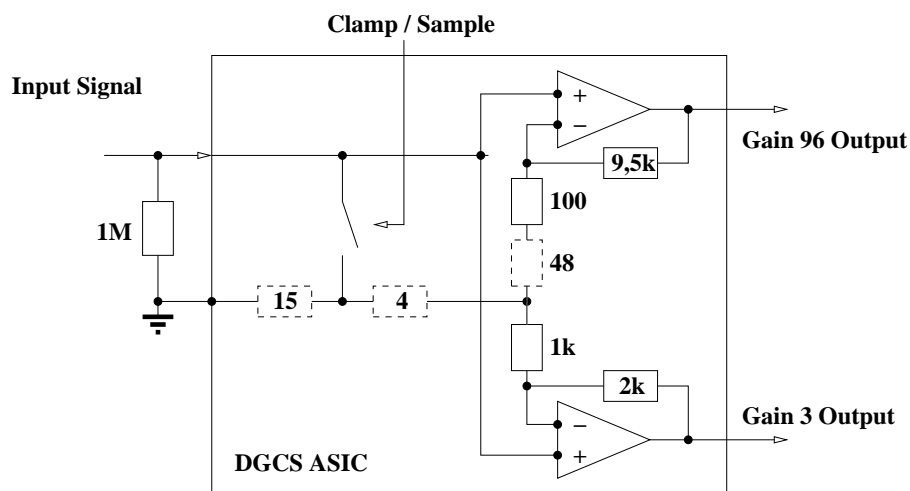 Clamp / Sample
Input Signal
+
−
Gain 96 Output
9,5k
100
1M
48
15
4
1k
2k
Gain 3 Output
−
+
DGCS ASIC